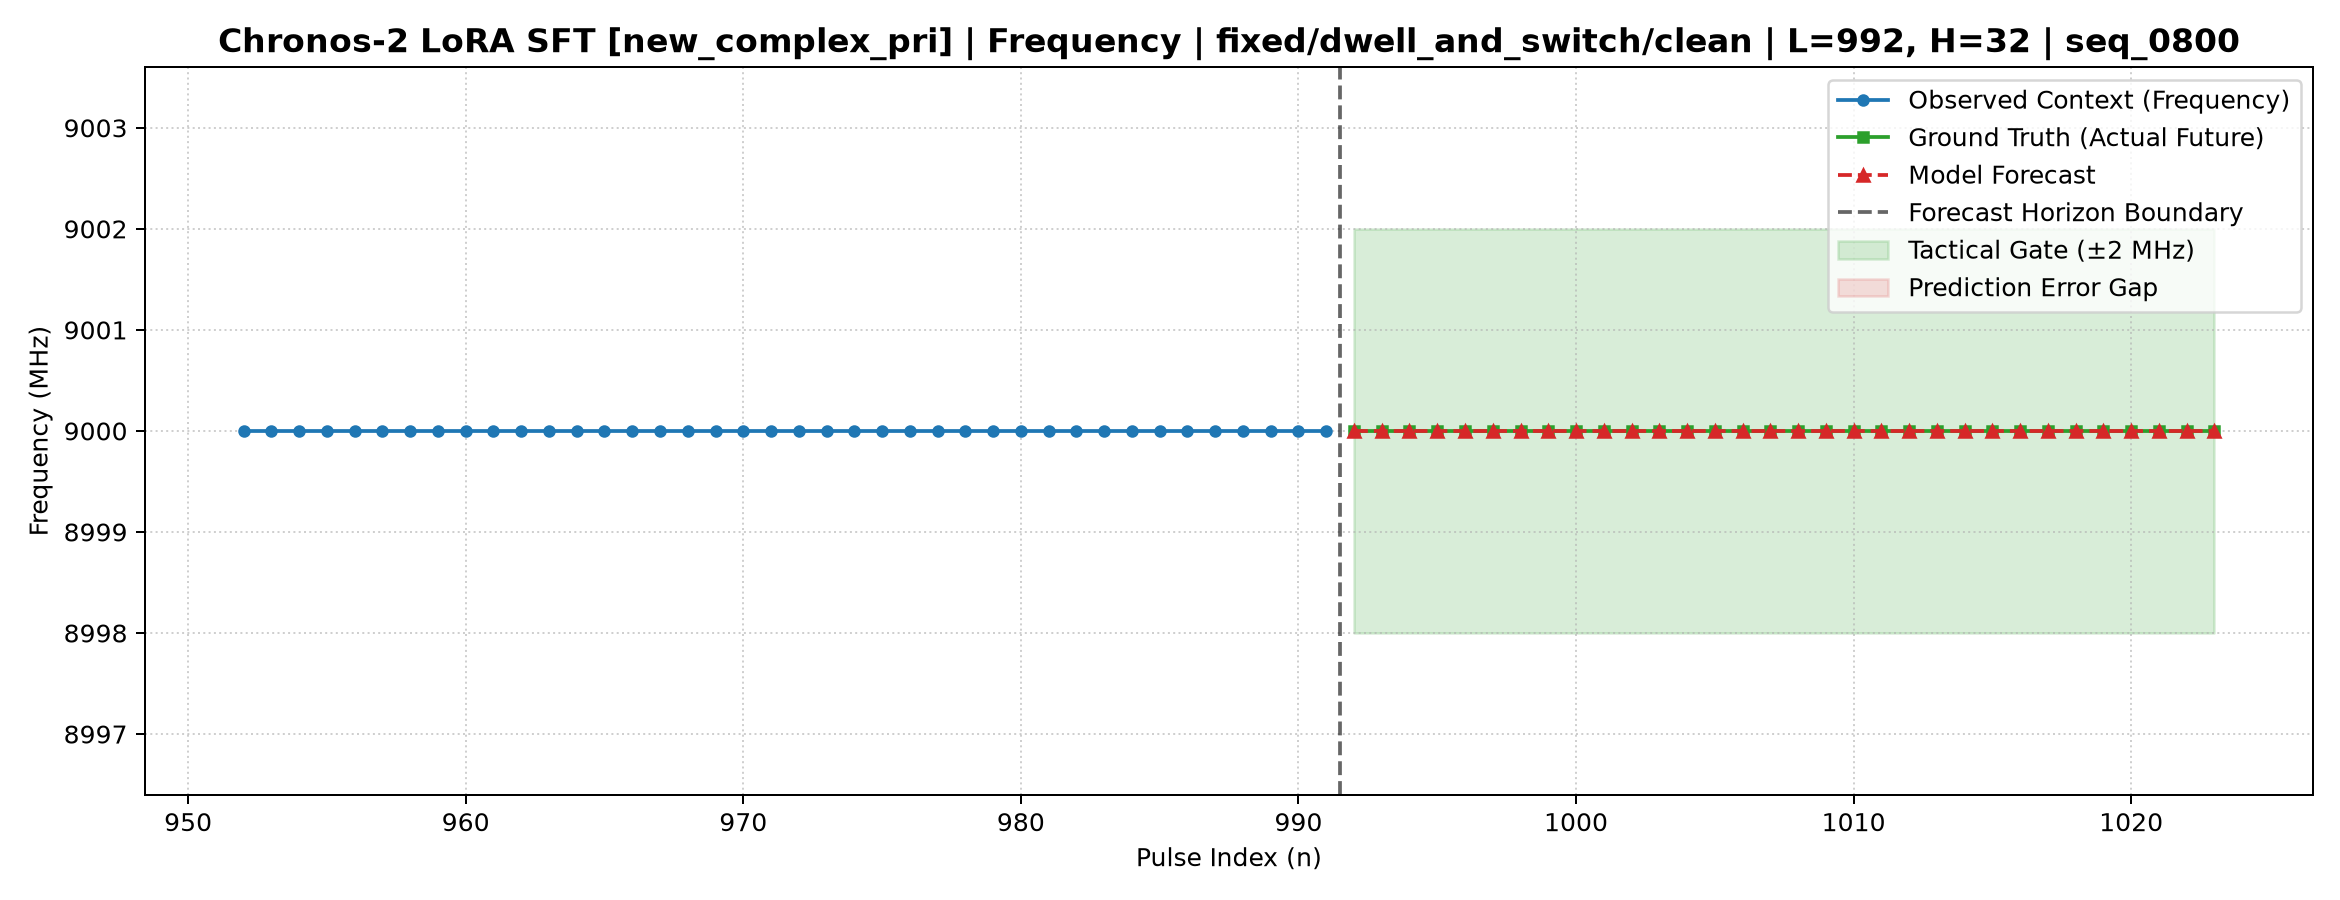 Chronos-2 LoRA SFT [new_complex_pri] | Frequency | fixed/dwell_and_switch/clean | L=992, H=32 | seq_0800
Observed Context (Frequency)
Ground Truth (Actual Future)
Model Forecast
Forecast Horizon Boundary
Tactical Gate (±2 MHz)
Prediction Error Gap
Frequency (MHz)
9003
9002
9001
9000
8999
8998
8997
950 960 970 980 990 1000 1010 1020
Pulse Index (n)